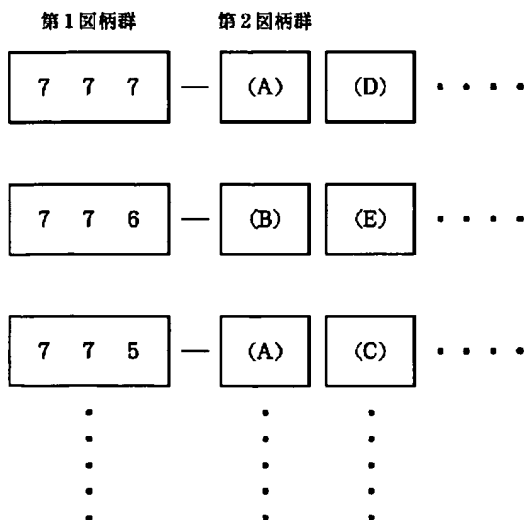 第1図柄群 第2図柄群
7 7 7 — (A) (D) ・・・・
7 7 6 — (B) (E) ・・・・
7 7 5 — (A) (C) ・・・・